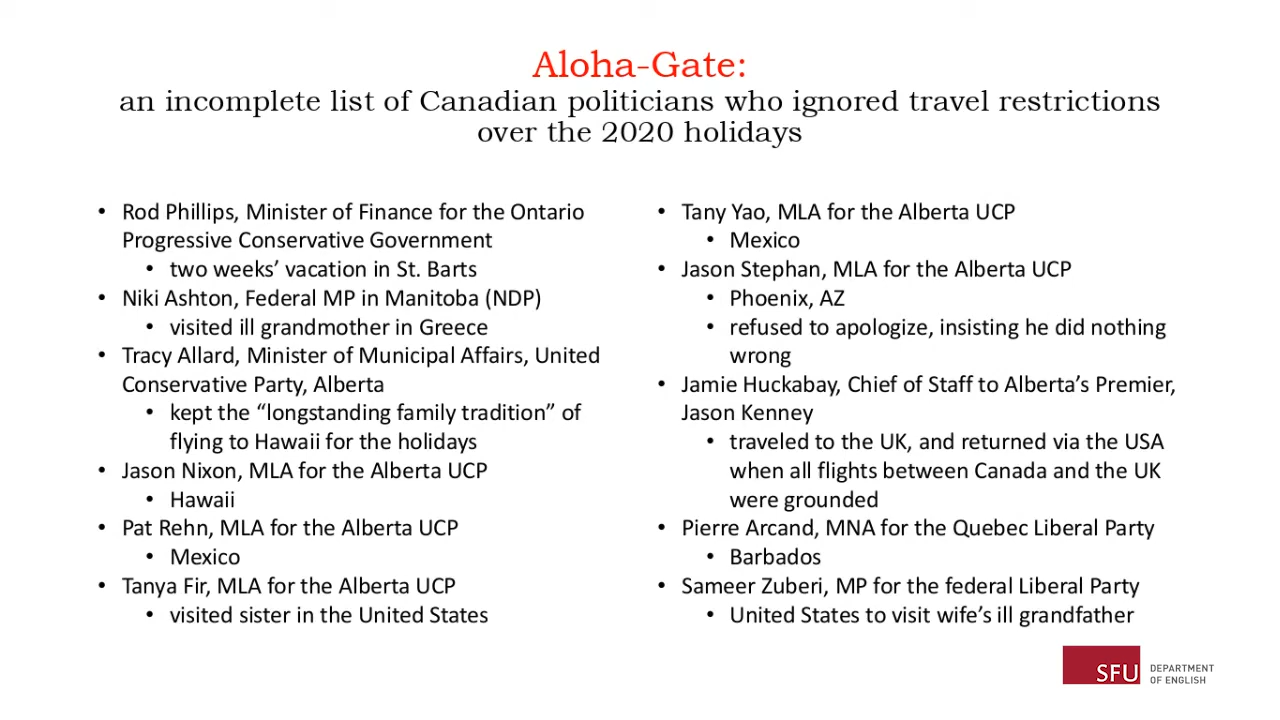 Aloha-Gate:
an incomplete list of Canadian politicians who ignored travel restrictions
over the 2020 holidays
• Rod Phillips, Minister of Finance for the Ontario
Progressive Conservative Government
• two weeks’ vacation in St. Barts
• Niki Ashton, Federal MP in Manitoba (NDP)
• visited ill grandmother in Greece
• Tracy Allard, Minister of Municipal Affairs, United
Conservative Party, Alberta
• kept the “longstanding family tradition” of
flying to Hawaii for the holidays
• Jason Nixon, MLA for the Alberta UCP
• Hawaii
• Pat Rehn, MLA for the Alberta UCP
• Mexico
• Tanya Fir, MLA for the Alberta UCP
• visited sister in the United States
• Tany Yao, MLA for the Alberta UCP
• Mexico
• Jason Stephan, MLA for the Alberta UCP
• Phoenix, AZ
• refused to apologize, insisting he did nothing
wrong
• Jamie Huckabay, Chief of Staff to Alberta’s Premier,
Jason Kenney
• traveled to the UK, and returned via the USA
when all flights between Canada and the UK
were grounded
• Pierre Arcand, MNA for the Quebec Liberal Party
• Barbados
• Sameer Zuberi, MP for the federal Liberal Party
• United States to visit wife’s ill grandfather
SFU
DEPARTMENT
OF ENGLISH